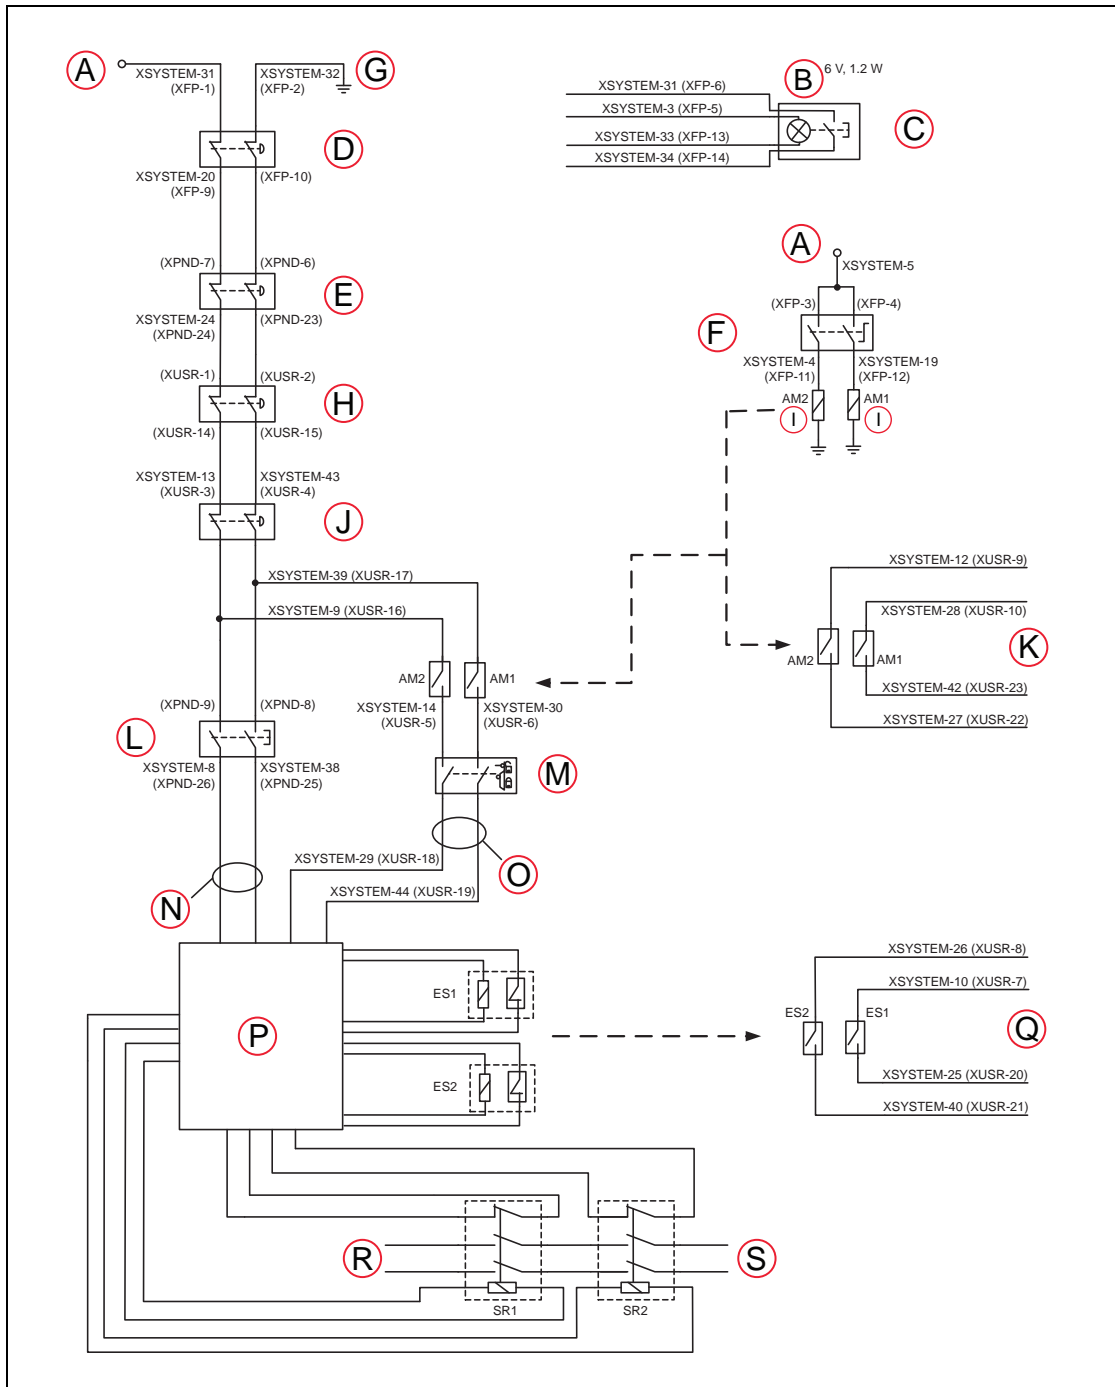 A
XSYSTEM-31
(XFP-1)
XSYSTEM-32
(XFP-2)
G
B
6 V, 1.2 W
XSYSTEM-31 (XFP-6)
XSYSTEM-3 (XFP-5)
XSYSTEM-33 (XFP-13)
XSYSTEM-34 (XFP-14)
C
D
XSYSTEM-20
(XFP-9)
(XFP-10)
A
XSYSTEM-5
(XPND-7)
(XPND-6)
E
XSYSTEM-24
(XPND-24)
(XPND-23)
(XFP-3)
(XFP-4)
F
XSYSTEM-4
(XFP-11)
XSYSTEM-19
(XFP-12)
AM2
I
AM1
I
(XUSR-1)
(XUSR-2)
H
(XUSR-14)
(XUSR-15)
XSYSTEM-13
(XUSR-3)
XSYSTEM-43
(XUSR-4)
J
XSYSTEM-39 (XUSR-17)
XSYSTEM-9 (XUSR-16)
XSYSTEM-12 (XUSR-9)
XSYSTEM-28 (XUSR-10)
K
AM2
AM1
XSYSTEM-42 (XUSR-23)
XSYSTEM-27 (XUSR-22)
AM2
AM1
XSYSTEM-14
(XUSR-5)
XSYSTEM-30
(XUSR-6)
(XPND-9)
(XPND-8)
L
XSYSTEM-8
(XPND-26)
XSYSTEM-38
(XPND-25)
M
XSYSTEM-29 (XUSR-18)
O
XSYSTEM-44 (XUSR-19)
N
P
ES1
ES2
XSYSTEM-26 (XUSR-8)
XSYSTEM-10 (XUSR-7)
ES2
ES1
Q
XSYSTEM-25 (XUSR-20)
XSYSTEM-40 (XUSR-21)
R
S
SR1
SR2